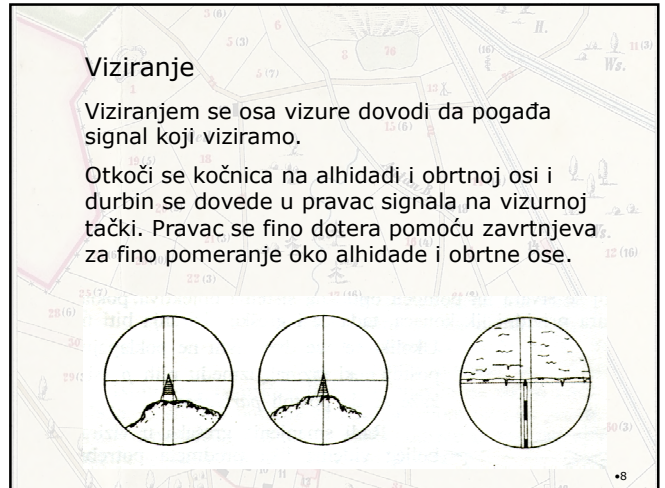 Viziranje
Viziranjem se osa vizure dovodi da pogađa
signal koji viziramo.
Otkoči se kočnica na alhidadi i obrtnoj osi i
durbin se dovede u pravac signala na vizurnoj
tački. Pravac se fino dotera pomoću zavrtnjeva
za fino pomeranje oko alhidade i obrtne ose.
•8